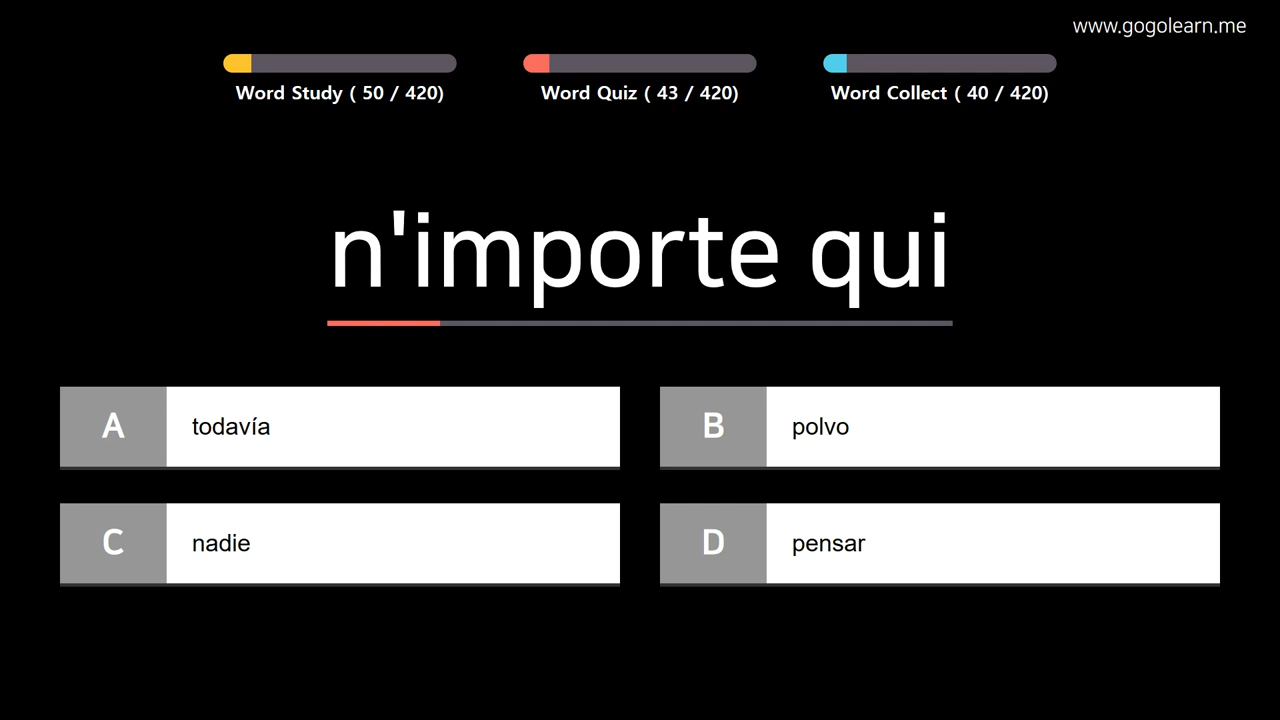 www.gogolearn.me
Word Study ( 50 / 420)
Word Quiz ( 43 / 420)
Word Collect ( 40 / 420)
n'importe qui
A
todavía
B
polvo
C
nadie
D
pensar